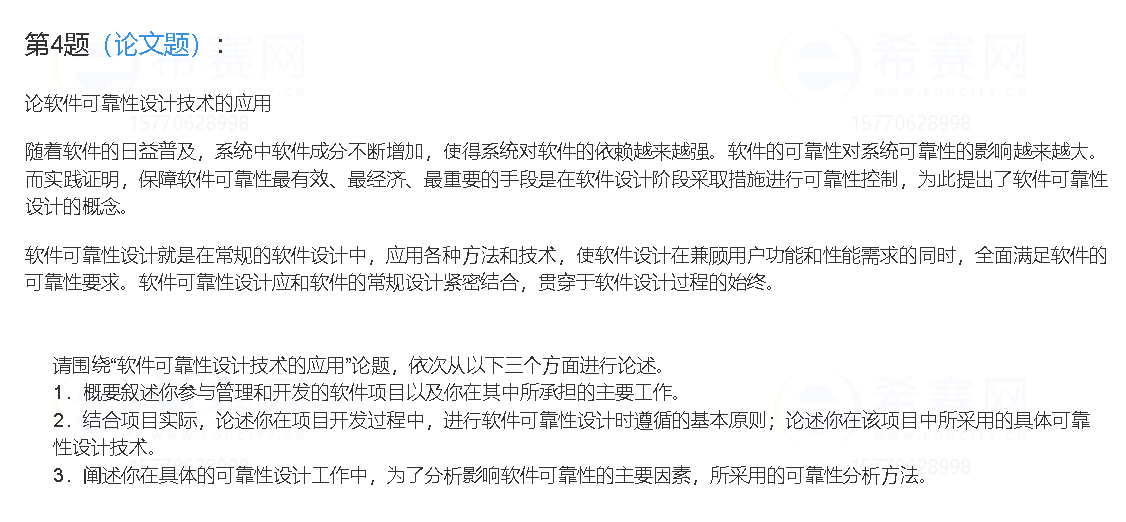 第4题（论文题）：
论软件可靠性设计技术的应用
随着软件的日益普及，系统中软件成分不断增加，使得系统对软件的依赖越来越强。软件的可靠性对系统可靠性的影响越来越大。
而实践证明，保障软件可靠性最有效、最经济、最重要的手段是在软件设计阶段采取措施进行可靠性控制，为此提出了软件可靠性
设计的概念。
软件可靠性设计就是在常规的软件设计中，应用各种方法和技术，使软件设计在兼顾用户功能和性能需求的同时，全面满足软件的
可靠性要求。软件可靠性设计应和软件的常规设计紧密结合，贯穿于软件设计过程的始终。
请围绕“软件可靠性设计技术的应用”论题，依次从以下三个方面进行论述。
1．概要叙述你参与管理和开发的软件项目以及你在其中所承担的主要工作。
2．结合项目实际，论述你在项目开发过程中，进行软件可靠性设计时遵循的基本原则；论述你在该项目中所采用的具体可靠
性设计技术。
3．阐述你在具体的可靠性设计工作中，为了分析影响软件可靠性的主要因素，所采用的可靠性分析方法。
希赛网
WWW.EDUCITY.CN
15770628998
希赛网
WWW.EDUCITY.CN
15770628998